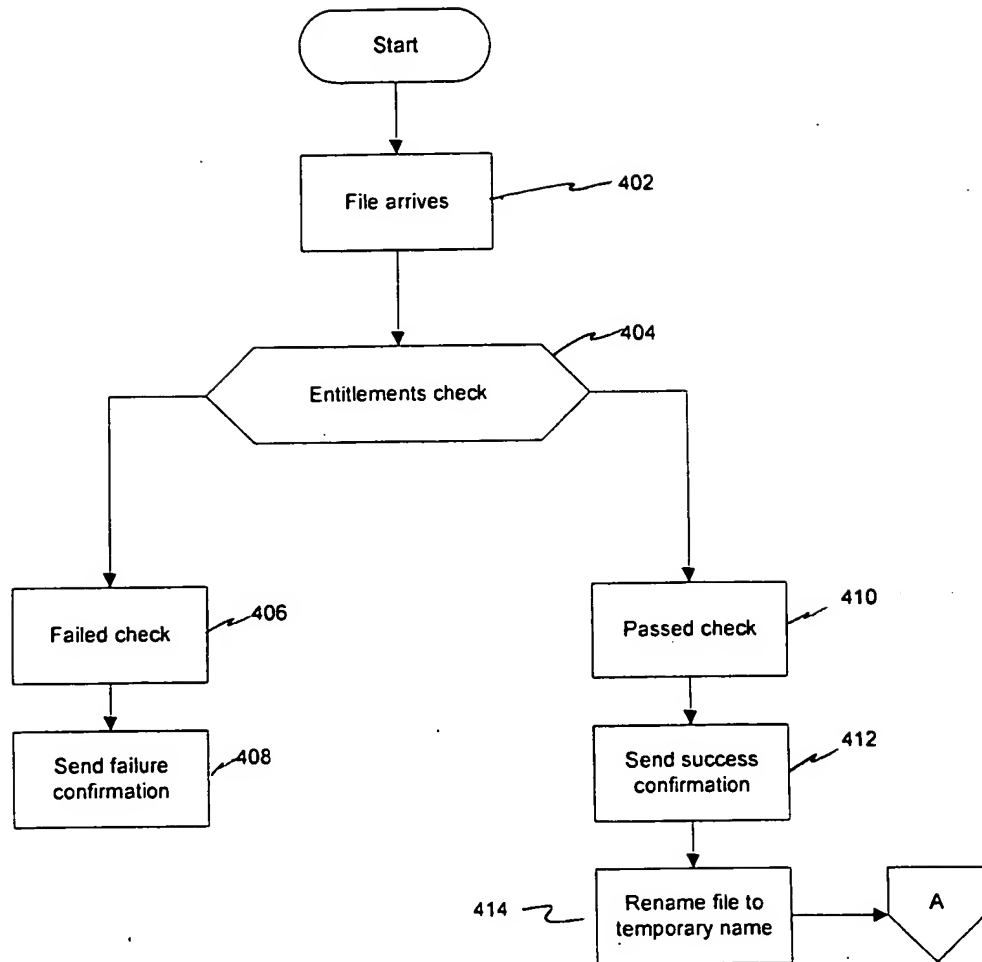 Start
File arrives
402
404
Entitlements check
Failed check
406
Passed check
410
Send failure
confirmation
408
Send success
confirmation
412
414
Rename file to
temporary name
A